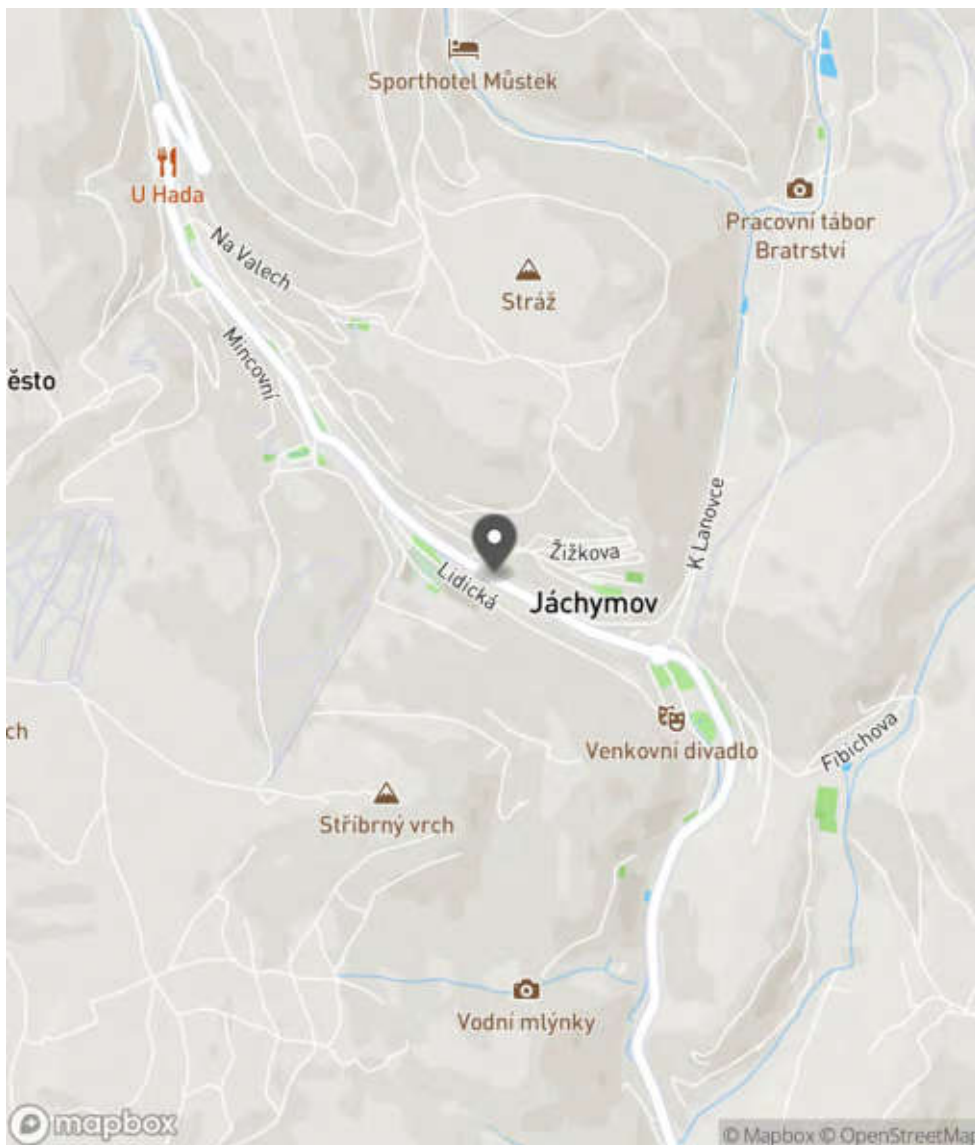 Sporthotel Můstek
U Hada
Pracovní tábor
Bratrství
Na Valech
Stráž
Mincovní
ěsto
K Lanovce
Žižkova
Lidická
Jáchymov
ch
Venkovní divadlo
Fibichova
Stříbrný vrch
Vodní mlýnky
mapbox
© Mapbox © OpenStreetMap